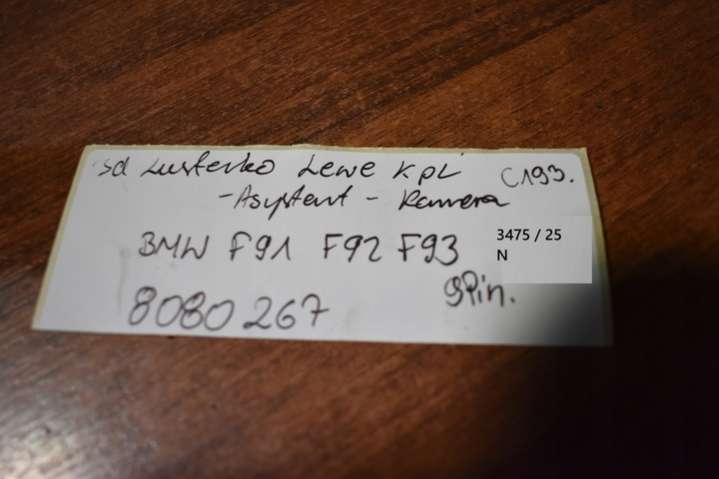 sd Lusterko Lewe kpl C193.
- Asystent - Kamera
BMW F91 F92 F93
3475 / 25
N
9Pin.
8080267